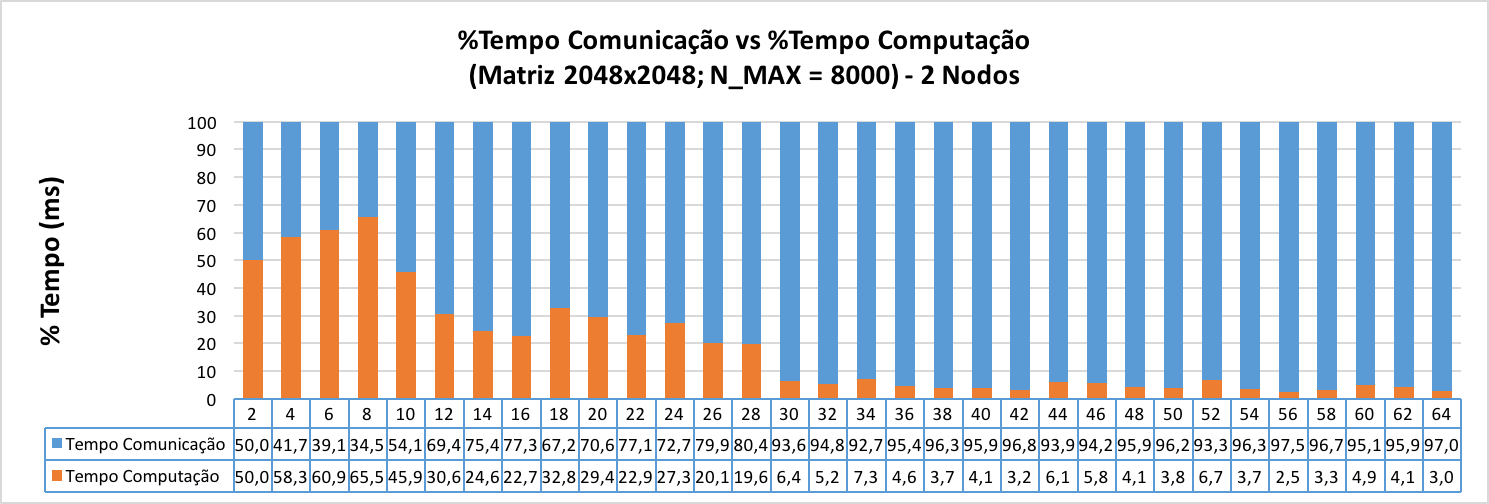 %Tempo Comunicação vs %Tempo Computação
(Matriz 2048x2048; N_MAX = 8000) - 2 Nodos
% Tempo (ms)
100
90
80
70
60
50
40
30
20
10
0
2 4 6 8 10 12 14 16 18 20 22 24 26 28 30 32 34 36 38 40 42 44 46 48 50 52 54 56 58 60 62 64
Tempo Comunicação 50,0 41,7 39,1 34,5 54,1 69,4 75,4 77,3 67,2 70,6 77,1 72,7 79,9 80,4 93,6 94,8 92,7 95,4 96,3 95,9 96,8 93,9 94,2 95,9 96,2 93,3 96,3 97,5 96,7 95,1 95,9 97,0
Tempo Computação 50,0 58,3 60,9 65,5 45,9 30,6 24,6 22,7 32,8 29,4 22,9 27,3 20,1 19,6 6,4 5,2 7,3 4,6 3,7 4,1 3,2 6,1 5,8 4,1 3,8 6,7 3,7 2,5 3,3 4,9 4,1 3,0